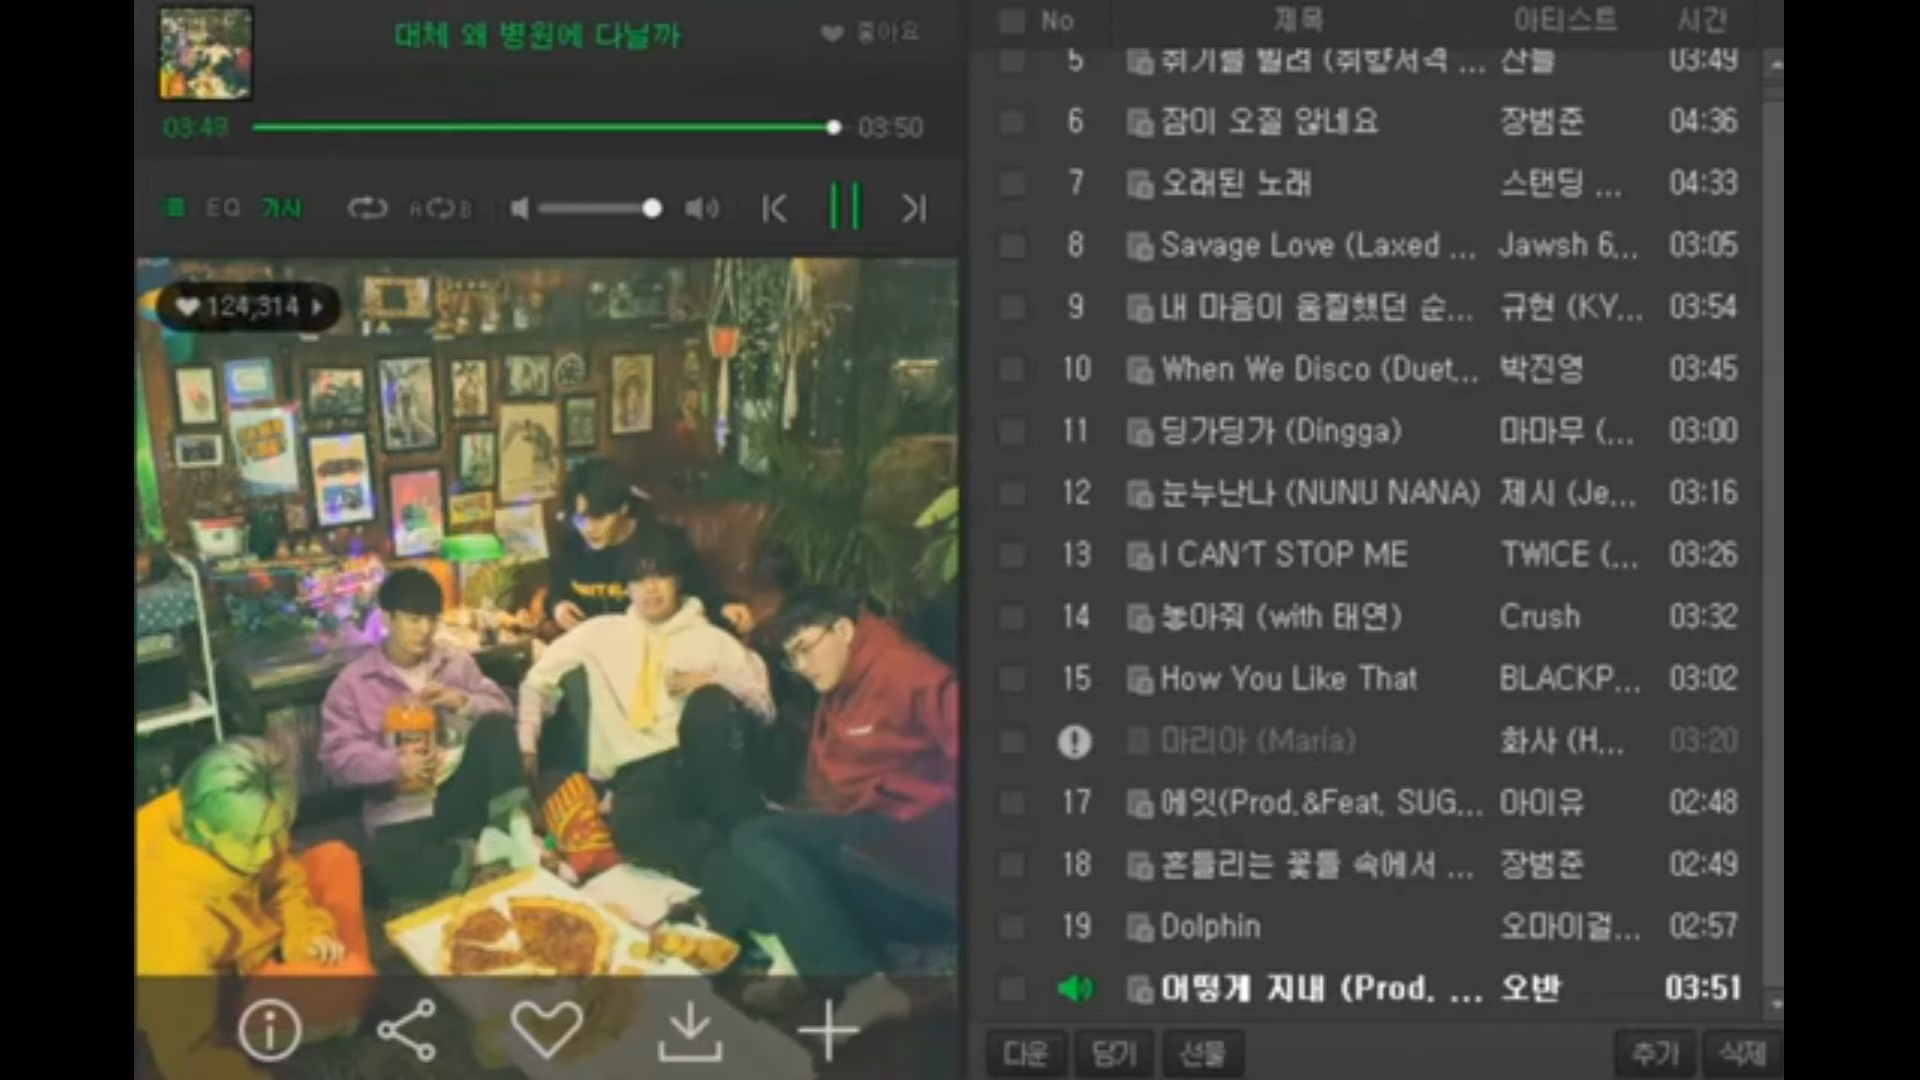 대체 왜 병원에 다닐까
좋아요
03:43
03:50
EQ 가사
A B
124,314
No 제목 아티스트 시간
5 취기를 빌려 (취향저격 ... 산들 03:49
6 잠이 오질 않네요 장범준 04:36
7 오래된 노래 스탠딩 ... 04:33
8 Savage Love (Laxed ... Jawsh 6... 03:05
9 내 마음이 움찔했던 순... 규현 (KY... 03:54
10 When We Disco (Duet... 박진영 03:45
11 딩가딩가 (Dingga) 마마무 (... 03:00
12 눈누난나 (NUNU NANA) 제시 (Je... 03:16
13 I CAN'T STOP ME TWICE (... 03:26
14 놓아줘 (with 태연) Crush 03:32
15 How You Like That BLACKP... 03:02
마리아 (Maria) 화사 (H... 03:20
17 에잇(Prod.&Feat. SUG... 아이유 02:48
18 흔들리는 꽃들 속에서 ... 장범준 02:49
19 Dolphin 오마이걸... 02:57
어떻게 지내 (Prod. ... 오반 03:51
다운 담기 선물 추가 삭제